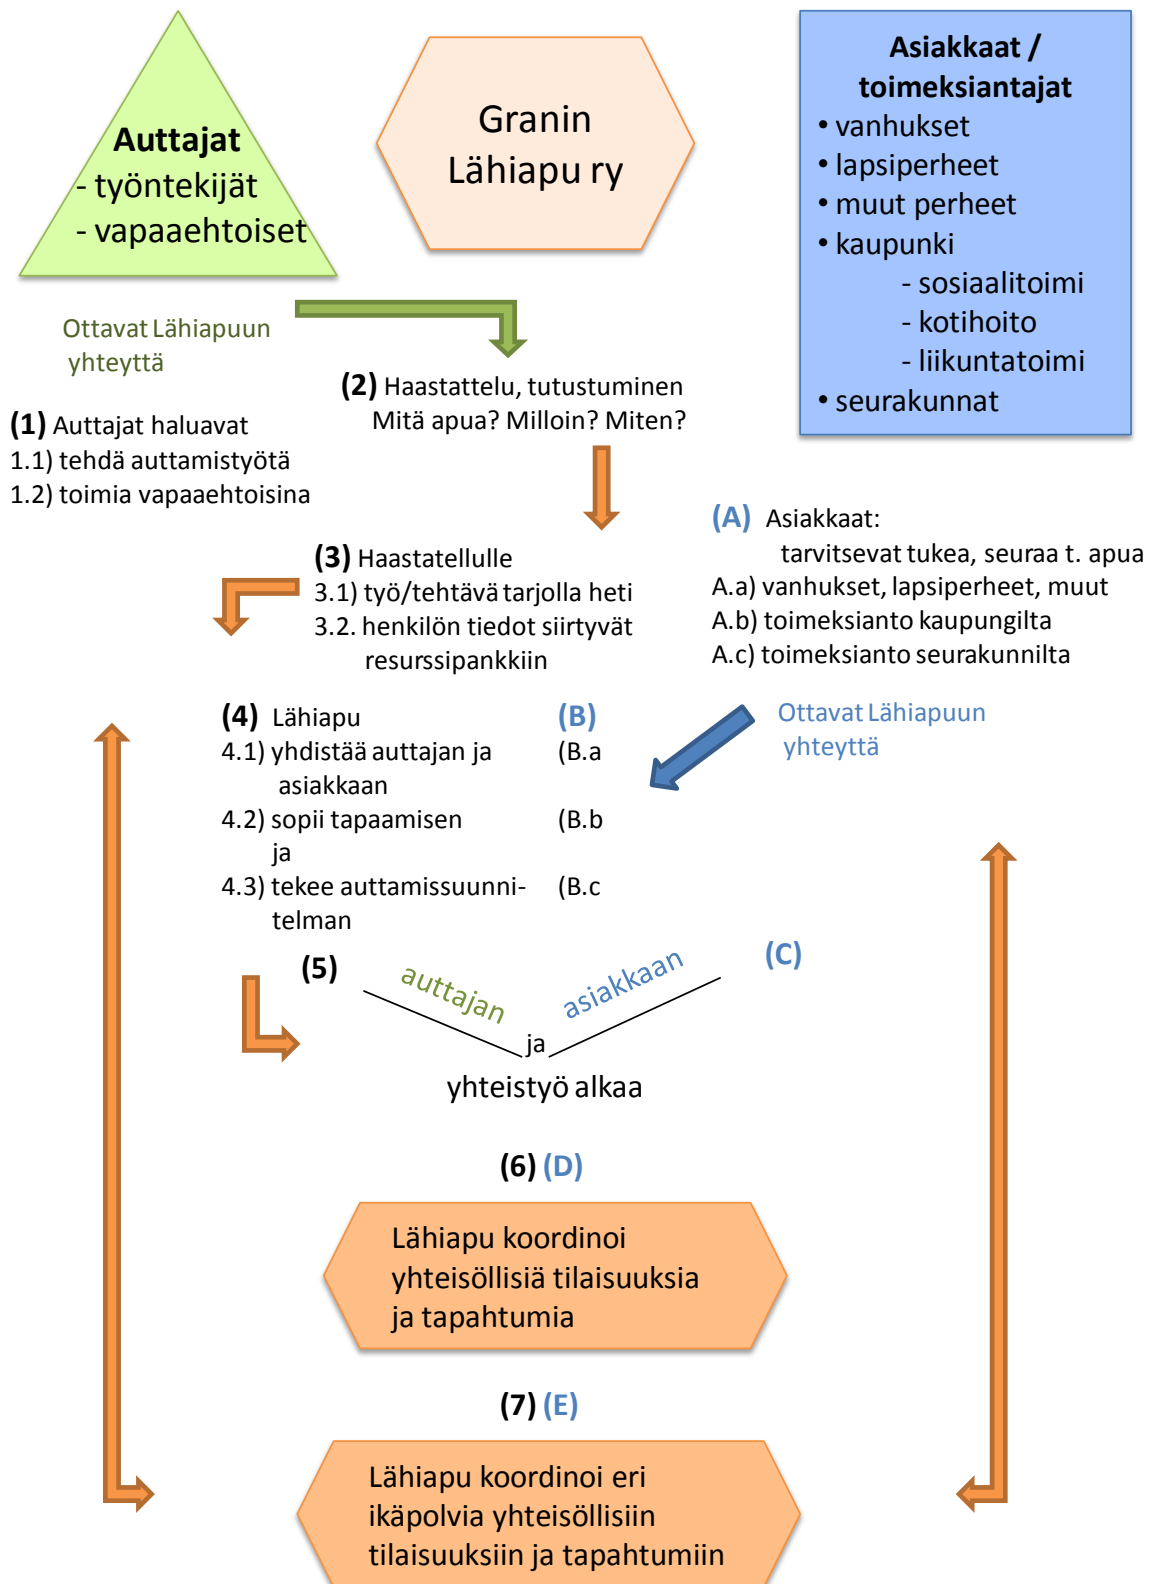 Auttajat
- työntekijät
- vapaaehtoiset
Granin
Lähiapu ry
Asiakkaat /
toimeksiantajat
• vanhukset
• lapsiperheet
• muut perheet
• kaupunki
- sosiaalitoimi
- kotihoito
- liikuntatoimi
• seurakunnat
Ottavat Lähiapuun
yhteyttä
(1) Auttajat haluavat
1.1) tehdä auttamistyötä
1.2) toimia vapaaehtoisina
(2) Haastattelu, tutustuminen
Mitä apua? Milloin? Miten?
(3) Haastatellulle
3.1) työ/tehtävä tarjolla heti
3.2. henkilön tiedot siirtyvät
resurssipankkiin
(A) Asiakkaat:
tarvitsevat tukea, seuraa t. apua
A.a) vanhukset, lapsiperheet, muut
A.b) toimeksianto kaupungilta
A.c) toimeksianto seurakunnilta
Ottavat Lähiapuun
yhteyttä
(4) Lähiapu (B)
4.1) yhdistää auttajan ja (B.a
asiakkaan
4.2) sopii tapaamisen (B.b
ja
4.3) tekee auttamissuunni- (B.c
telman
(5) auttajan asiakkaan (C)
ja
yhteistyö alkaa
(6) (D)
Lähiapu koordinoi
yhteisöllisiä tilaisuuksia
ja tapahtumia
(7) (E)
Lähiapu koordinoi eri
ikäpolvia yhteisöllisiin
tilaisuuksiin ja tapahtumiin